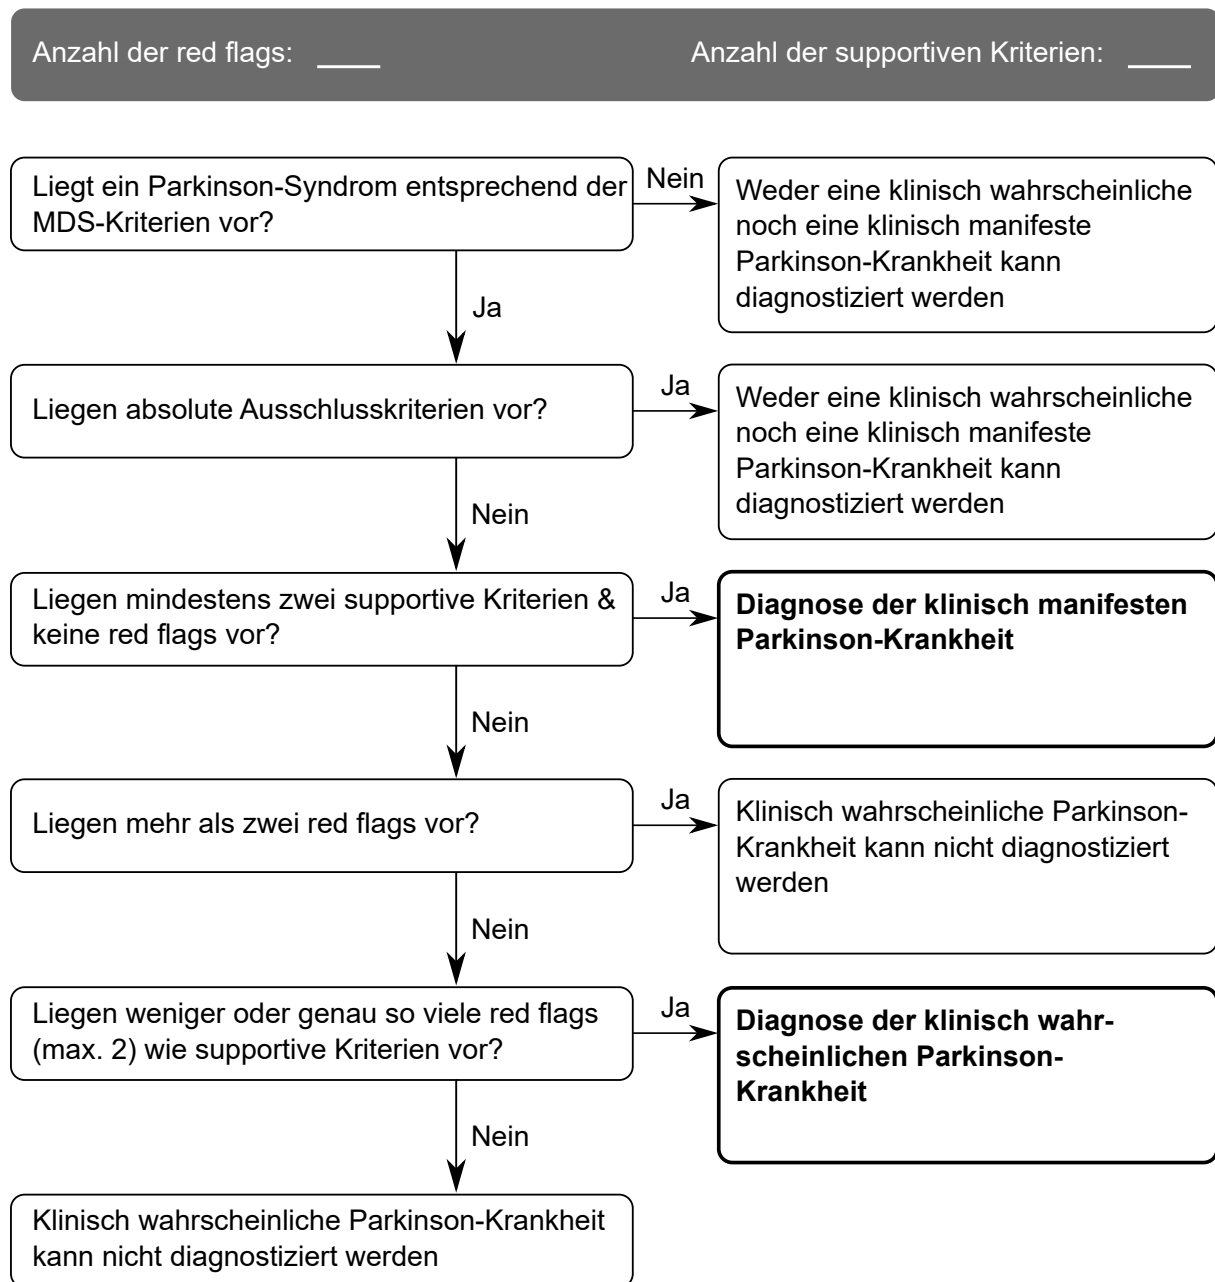 Anzahl der red flags: ____
Anzahl der supportiven Kriterien: ____
Liegt ein Parkinson-Syndrom entsprechend der
MDS-Kriterien vor?
Nein
Weder eine klinisch wahrscheinliche
noch eine klinisch manifeste
Parkinson-Krankheit kann
diagnostiziert werden
Ja
Liegen absolute Ausschlusskriterien vor?
Ja
Weder eine klinisch wahrscheinliche
noch eine klinisch manifeste
Parkinson-Krankheit kann
diagnostiziert werden
Nein
Liegen mindestens zwei supportive Kriterien &
keine red flags vor?
Ja
Diagnose der klinisch manifesten
Parkinson-Krankheit
Nein
Liegen mehr als zwei red flags vor?
Ja
Klinisch wahrscheinliche Parkinson-
Krankheit kann nicht diagnostiziert
werden
Nein
Liegen weniger oder genau so viele red flags
(max. 2) wie supportive Kriterien vor?
Ja
Diagnose der klinisch wahr-
scheinlichen Parkinson-
Krankheit
Nein
Klinisch wahrscheinliche Parkinson-Krankheit
kann nicht diagnostiziert werden